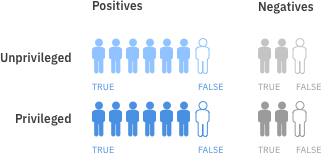 Positives Negatives
Unprivileged
TRUE FALSE TRUE FALSE
Privileged
TRUE FALSE TRUE FALSE